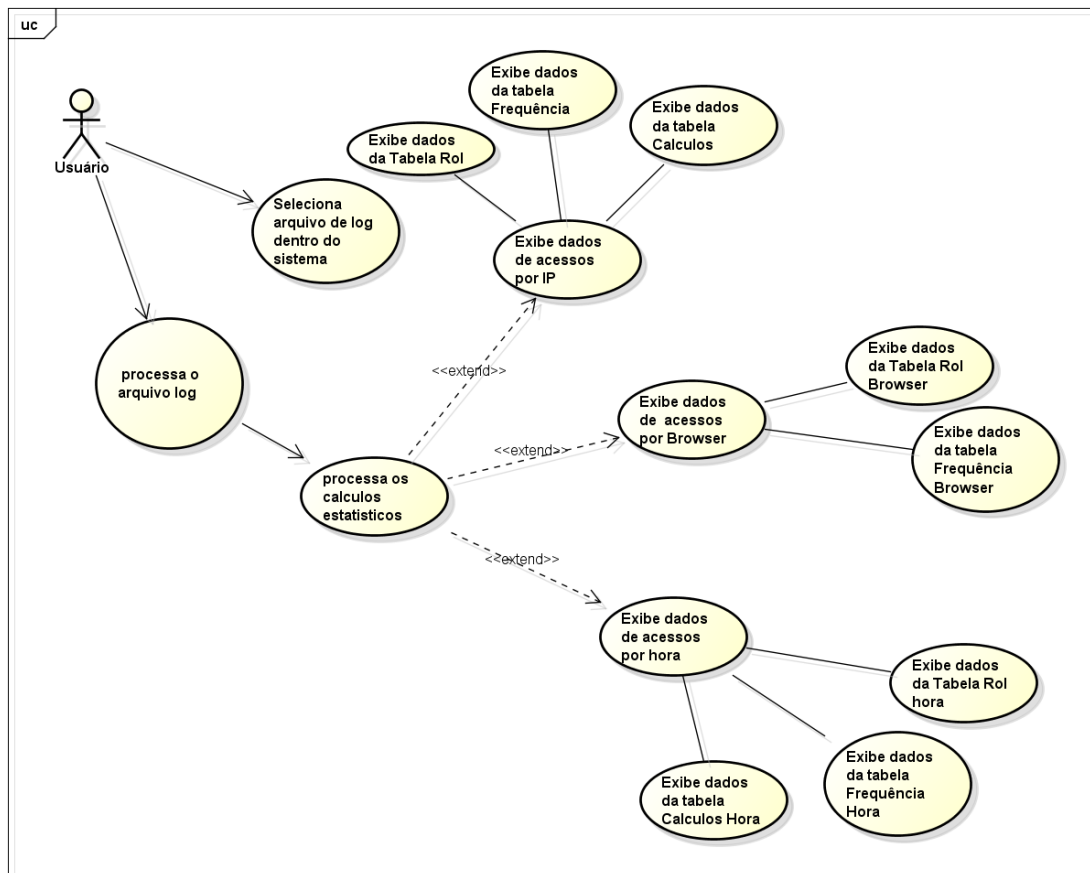 uc
Usuário
Seleciona
arquivo de log
dentro do
sistema
processa o
arquivo log
Exibe dados
da Tabela Rol
Exibe dados
da tabela
Frequência
Exibe dados
da tabela
Calculos
Exibe dados
de acessos
por IP
<<extend>>
processa os
calculos
estatisticos
<<extend>>
Exibe dados
de  acessos
por Browser
Exibe dados
da Tabela Rol
Browser
Exibe dados
da tabela
Frequência
Browser
<<extend>>
Exibe dados
de acessos
por hora
Exibe dados
da Tabela Rol
hora
Exibe dados
da tabela
Frequência
Hora
Exibe dados
da tabela
Calculos Hora